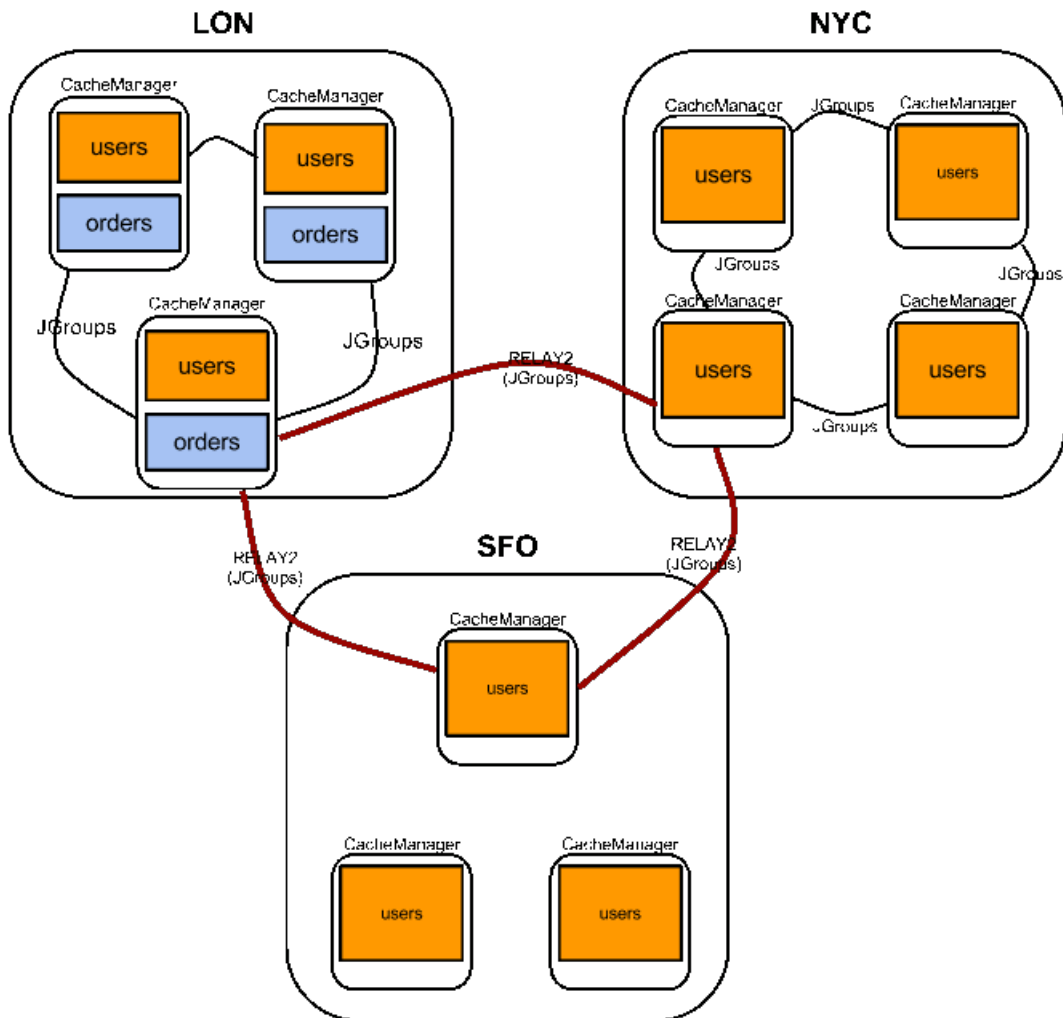 LON
NYC
CacheManager
CacheManager
users
orders
users
orders
JGroups
JGroups
CacheManager
users
orders
CacheManager
JGroups
CacheManager
users
users
JGroups
JGroups
CacheManager
CacheManager
users
users
JGroups
RELAY2
(JGroups)
RELAY2
(JGroups)
RELAY2
(JGroups)
SFO
CacheManager
users
CacheManager
CacheManager
users
users